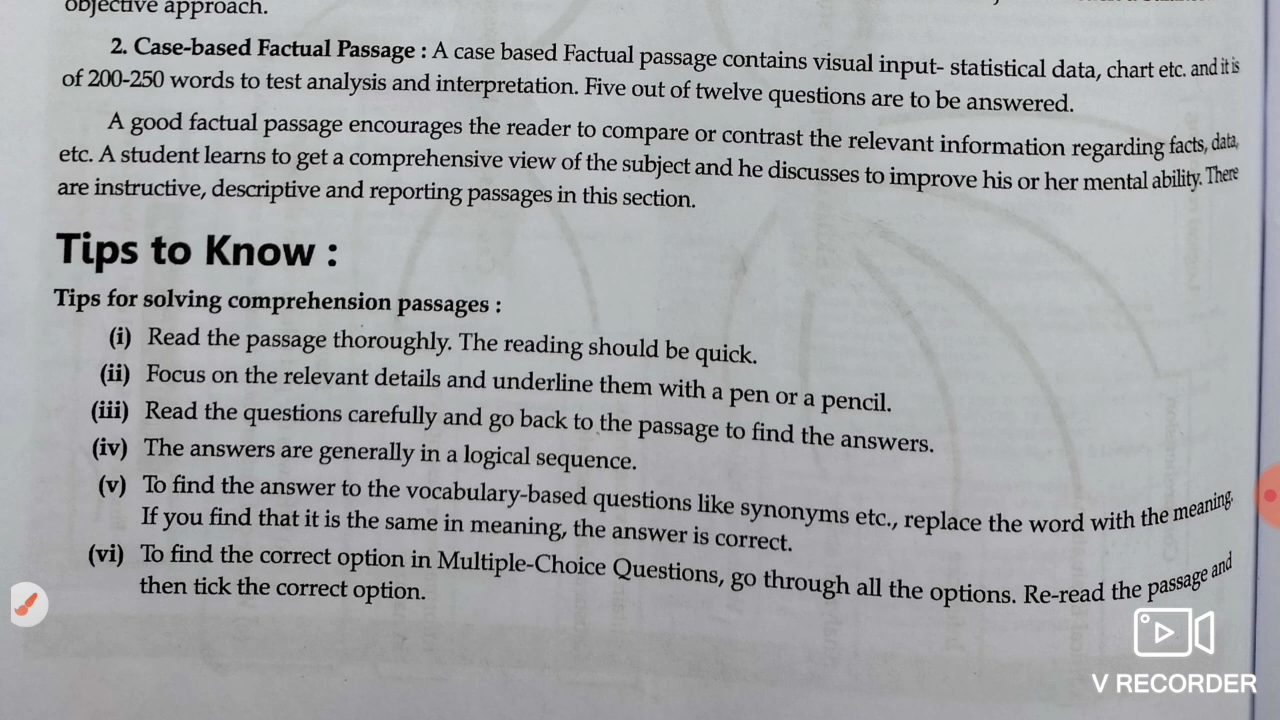 objective approach.
2. Case-based Factual Passage : A case based Factual passage contains visual input- statistical data, chart etc. and it is
of 200-250 words to test analysis and interpretation. Five out of twelve questions are to be answered.
A good factual passage encourages the reader to compare or contrast the relevant information regarding facts, data,
etc. A student learns to get a comprehensive view of the subject and he discusses to improve his or her mental ability. There
are instructive, descriptive and reporting passages in this section.
Tips to Know :
Tips for solving comprehension passages :
(i) Read the passage thoroughly. The reading should be quick.
(ii) Focus on the relevant details and underline them with a pen or a pencil.
(iii) Read the questions carefully and go back to the passage to find the answers.
(iv) The answers are generally in a logical sequence.
(v) To find the answer to the vocabulary-based questions like synonyms etc., replace the word with the meaning.
If you find that it is the same in meaning, the answer is correct.
(vi) To find the correct option in Multiple-Choice Questions, go through all the options. Re-read the passage and
then tick the correct option.
V RECORDER